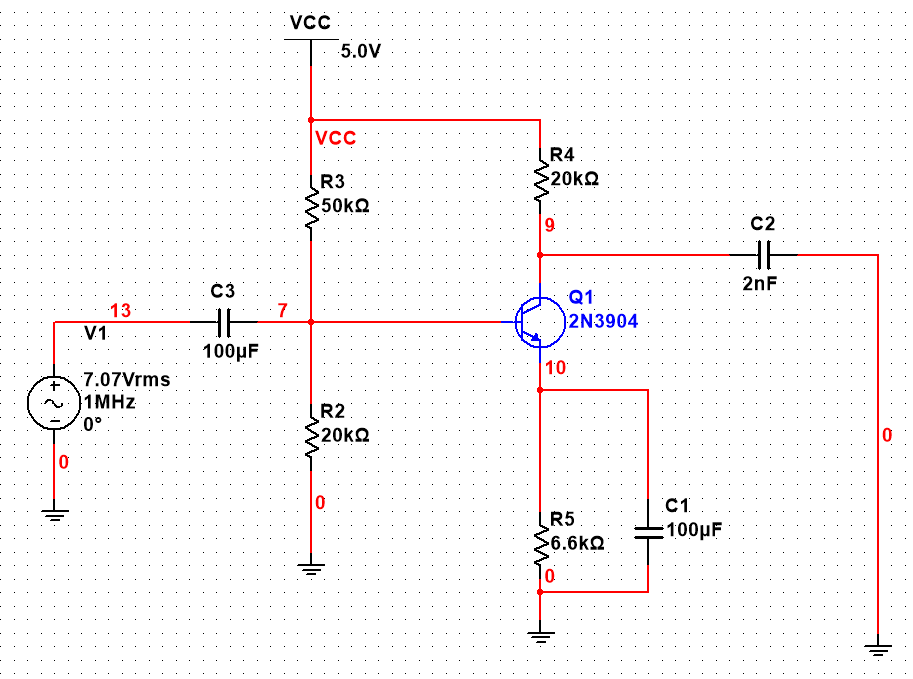 VCC
5.0V
VCC
R4
20kΩ
R3
50kΩ
9
C2
2nF
C3
100µF
13
7
Q1
2N3904
V1
7.07Vrms
1MHz
0°
10
R2
20kΩ
0
0
0
R5
6.6kΩ
C1
100µF
0